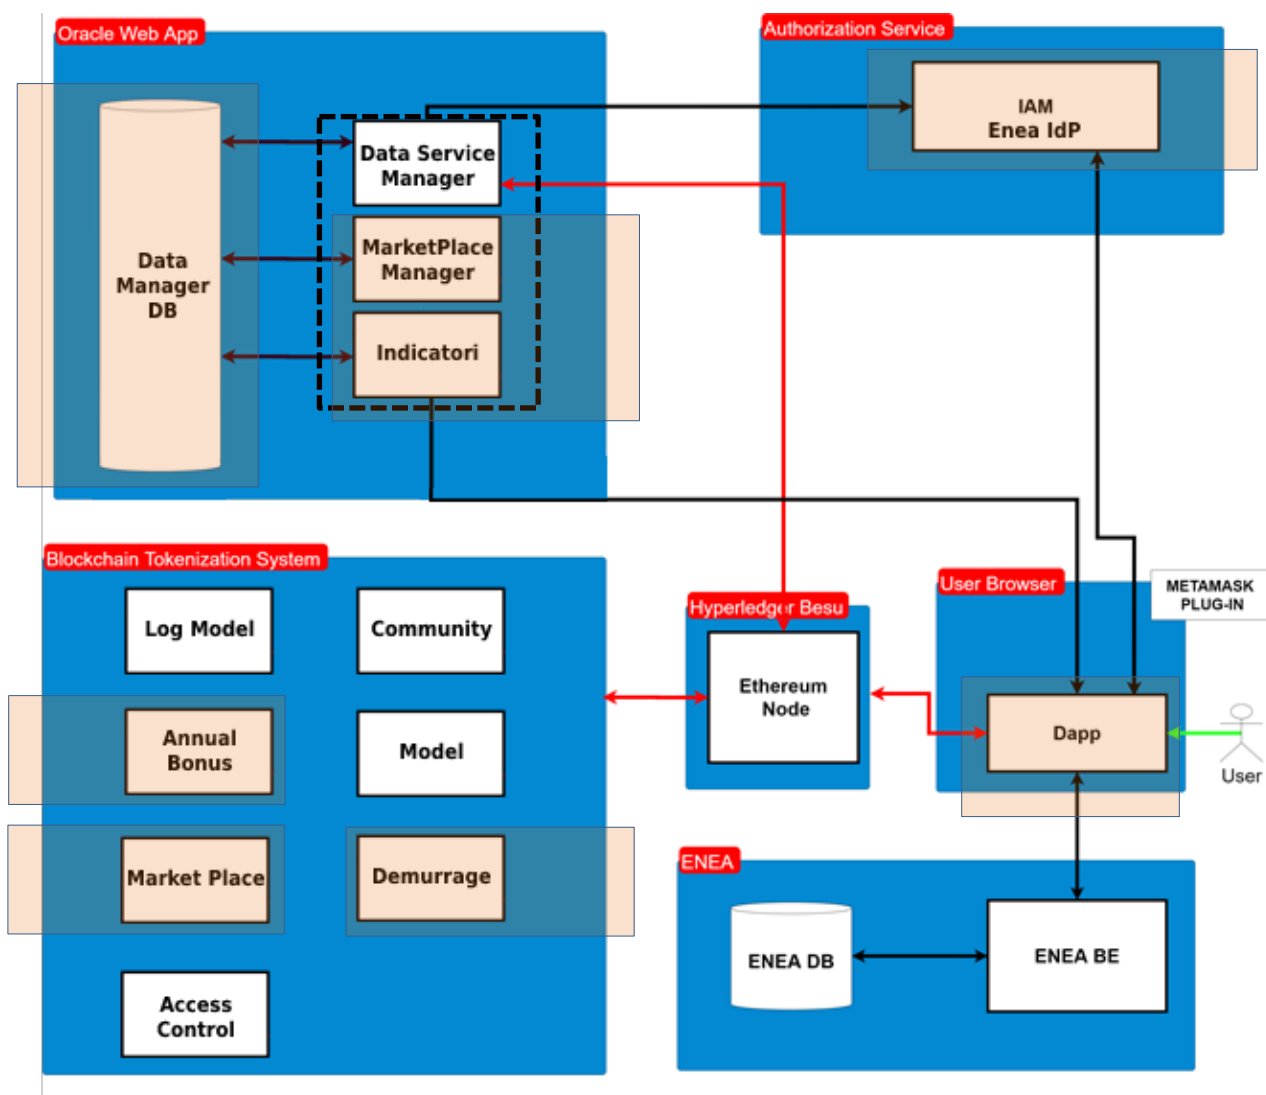 Oracle Web App
Authorization Service
IAM
Enea IdP
Data Service
Manager
MarketPlace
Manager
Data
Manager
DB
Indicatori
Blockchain Tokenization System
Log Model
Community
Annual
Bonus
Model
Market Place
Demurrage
Access
Control
Hyperledger Besu
Ethereum
Node
User Browser
METAMASK
PLUG-IN
Dapp
User
ENEA
ENEA DB
ENEA BE